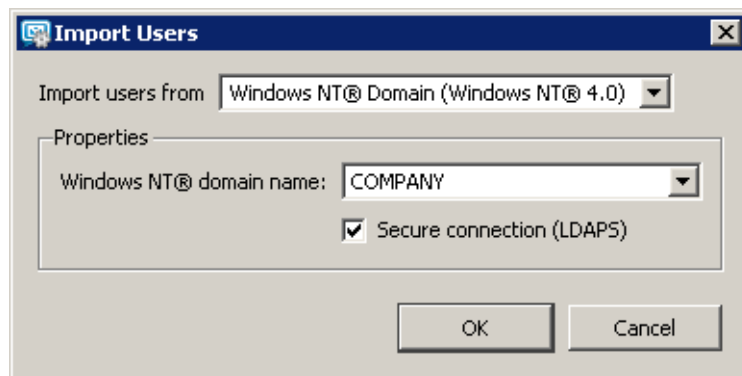 Import Users
Import users from Windows NT® Domain (Windows NT® 4.0)
Properties
Windows NT® domain name: COMPANY
Secure connection (LDAPS)
OK Cancel